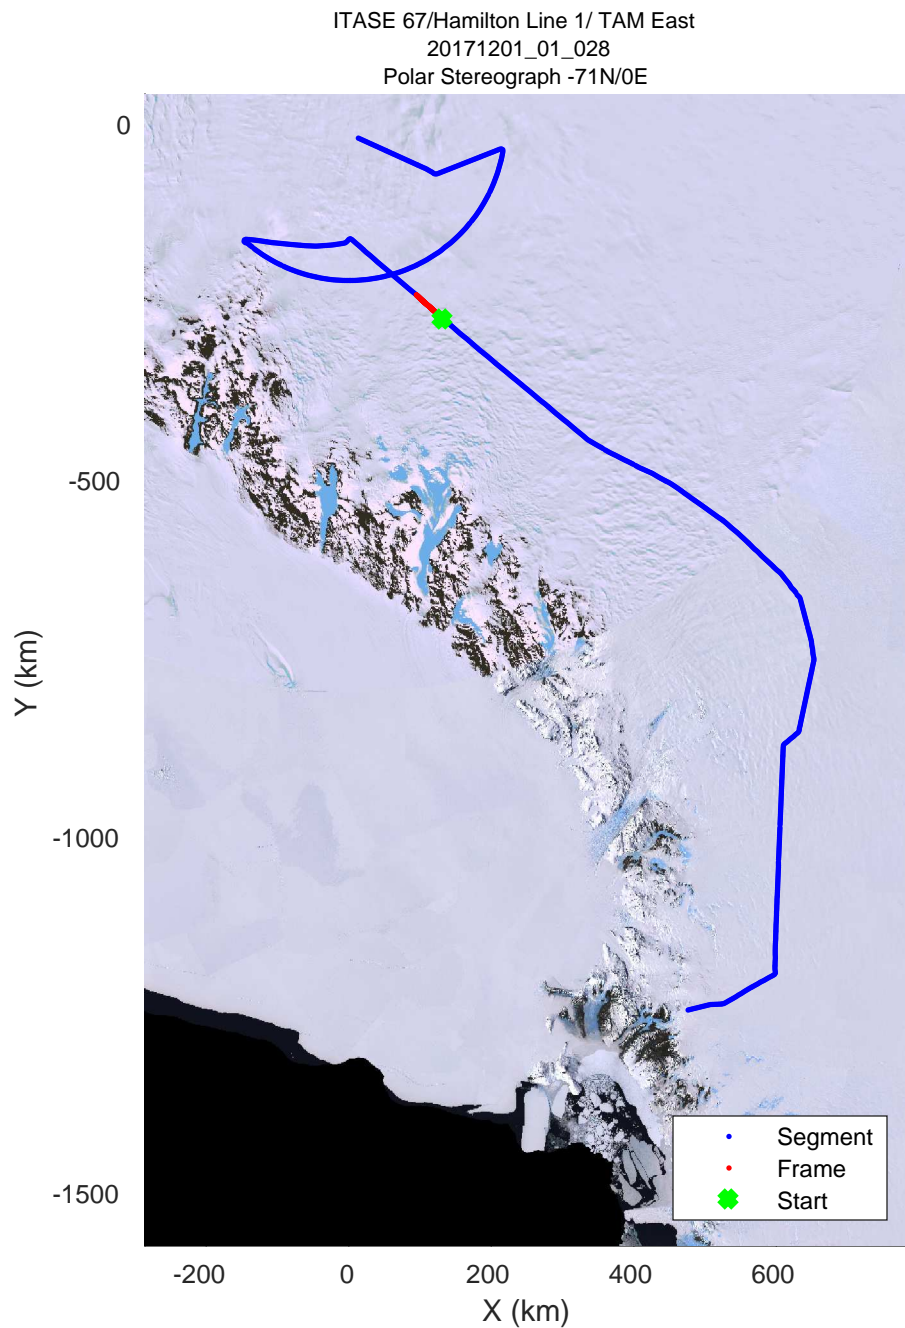 ITASE 67/Hamilton Line 1/ TAM East
20171201_01_028
Polar Stereograph -71N/0E
0
-500
-1000
-1500
Y (km)
-200 0 200 400 600
X (km)
Segment
Frame
Start